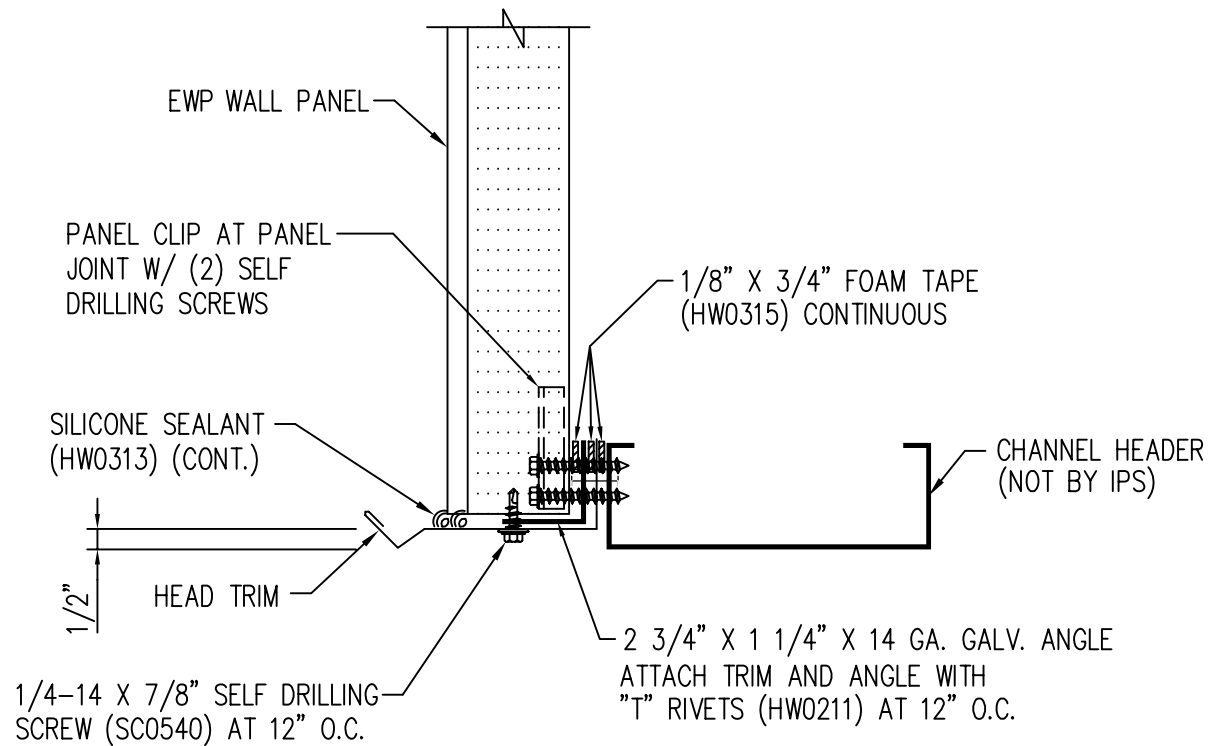 EWP WALL PANEL
PANEL CLIP AT PANEL
JOINT W/ (2) SELF
DRILLING SCREWS
1/8" X 3/4" FOAM TAPE
(HW0315) CONTINUOUS
SILICONE SEALANT
(HW0313) (CONT.)
CHANNEL HEADER
(NOT BY IPS)
1/2"
HEAD TRIM
2 3/4" X 1 1/4" X 14 GA. GALV. ANGLE
ATTACH TRIM AND ANGLE WITH
"T" RIVETS (HW0211) AT 12" O.C.
1/4-14 X 7/8" SELF DRILLING
SCREW (SC0540) AT 12" O.C.